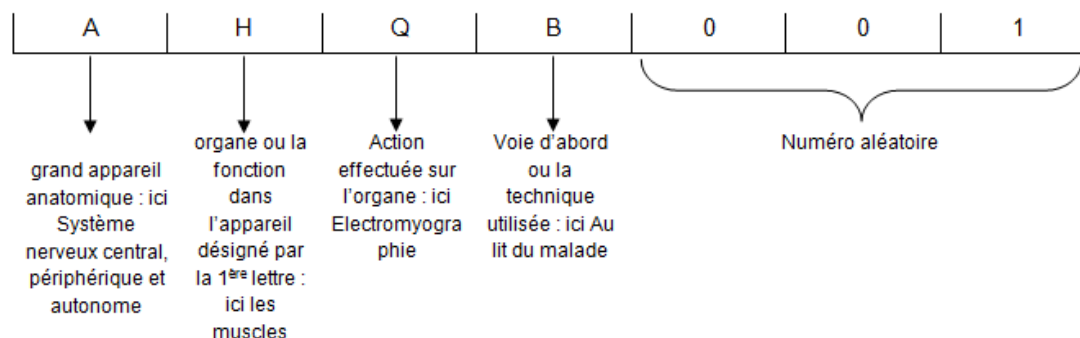 A H Q B 0 0 1
grand appareil
anatomique : ici
Système
nerveux central,
périphérique et
autonome
organe ou la
fonction
dans
l'appareil
désigné par
la 1ère lettre :
ici les
muscles
Action
effectuée sur
l'organe : ici
Electromyogra
phie
Voie d'abord
ou la
technique
utilisée : ici Au
lit du malade
Numéro aléatoire